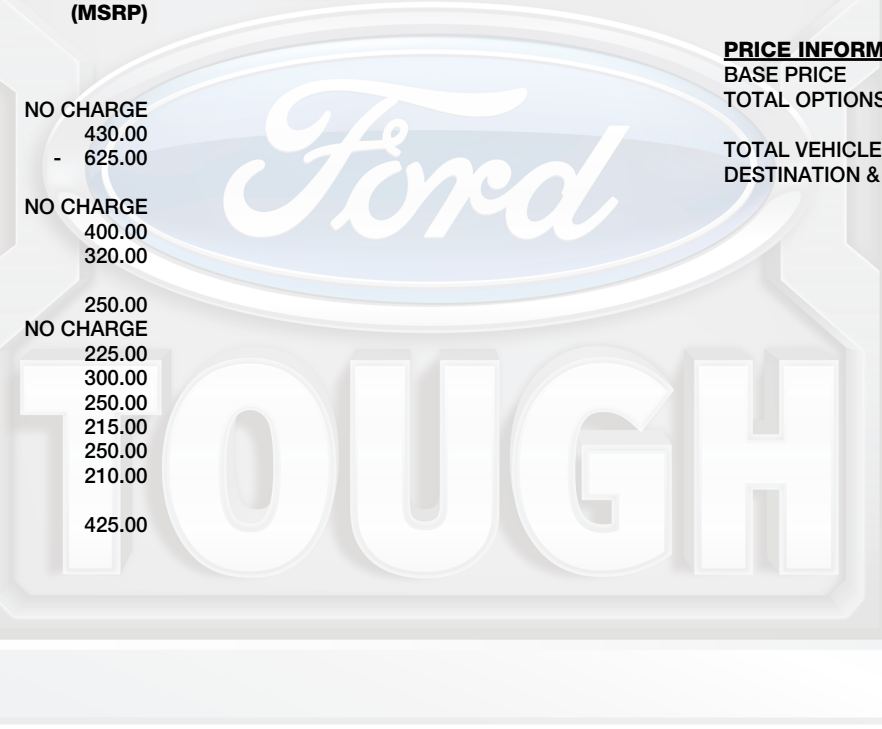 (MSRP)
NO CHARGE
430.00
- 625.00
NO CHARGE
400.00
320.00
250.00
NO CHARGE
225.00
300.00
250.00
215.00
250.00
210.00
425.00
PRICE INFORM
BASE PRICE
TOTAL OPTIONS
TOTAL VEHICLE
DESTINATION &
Ford
TOUGH